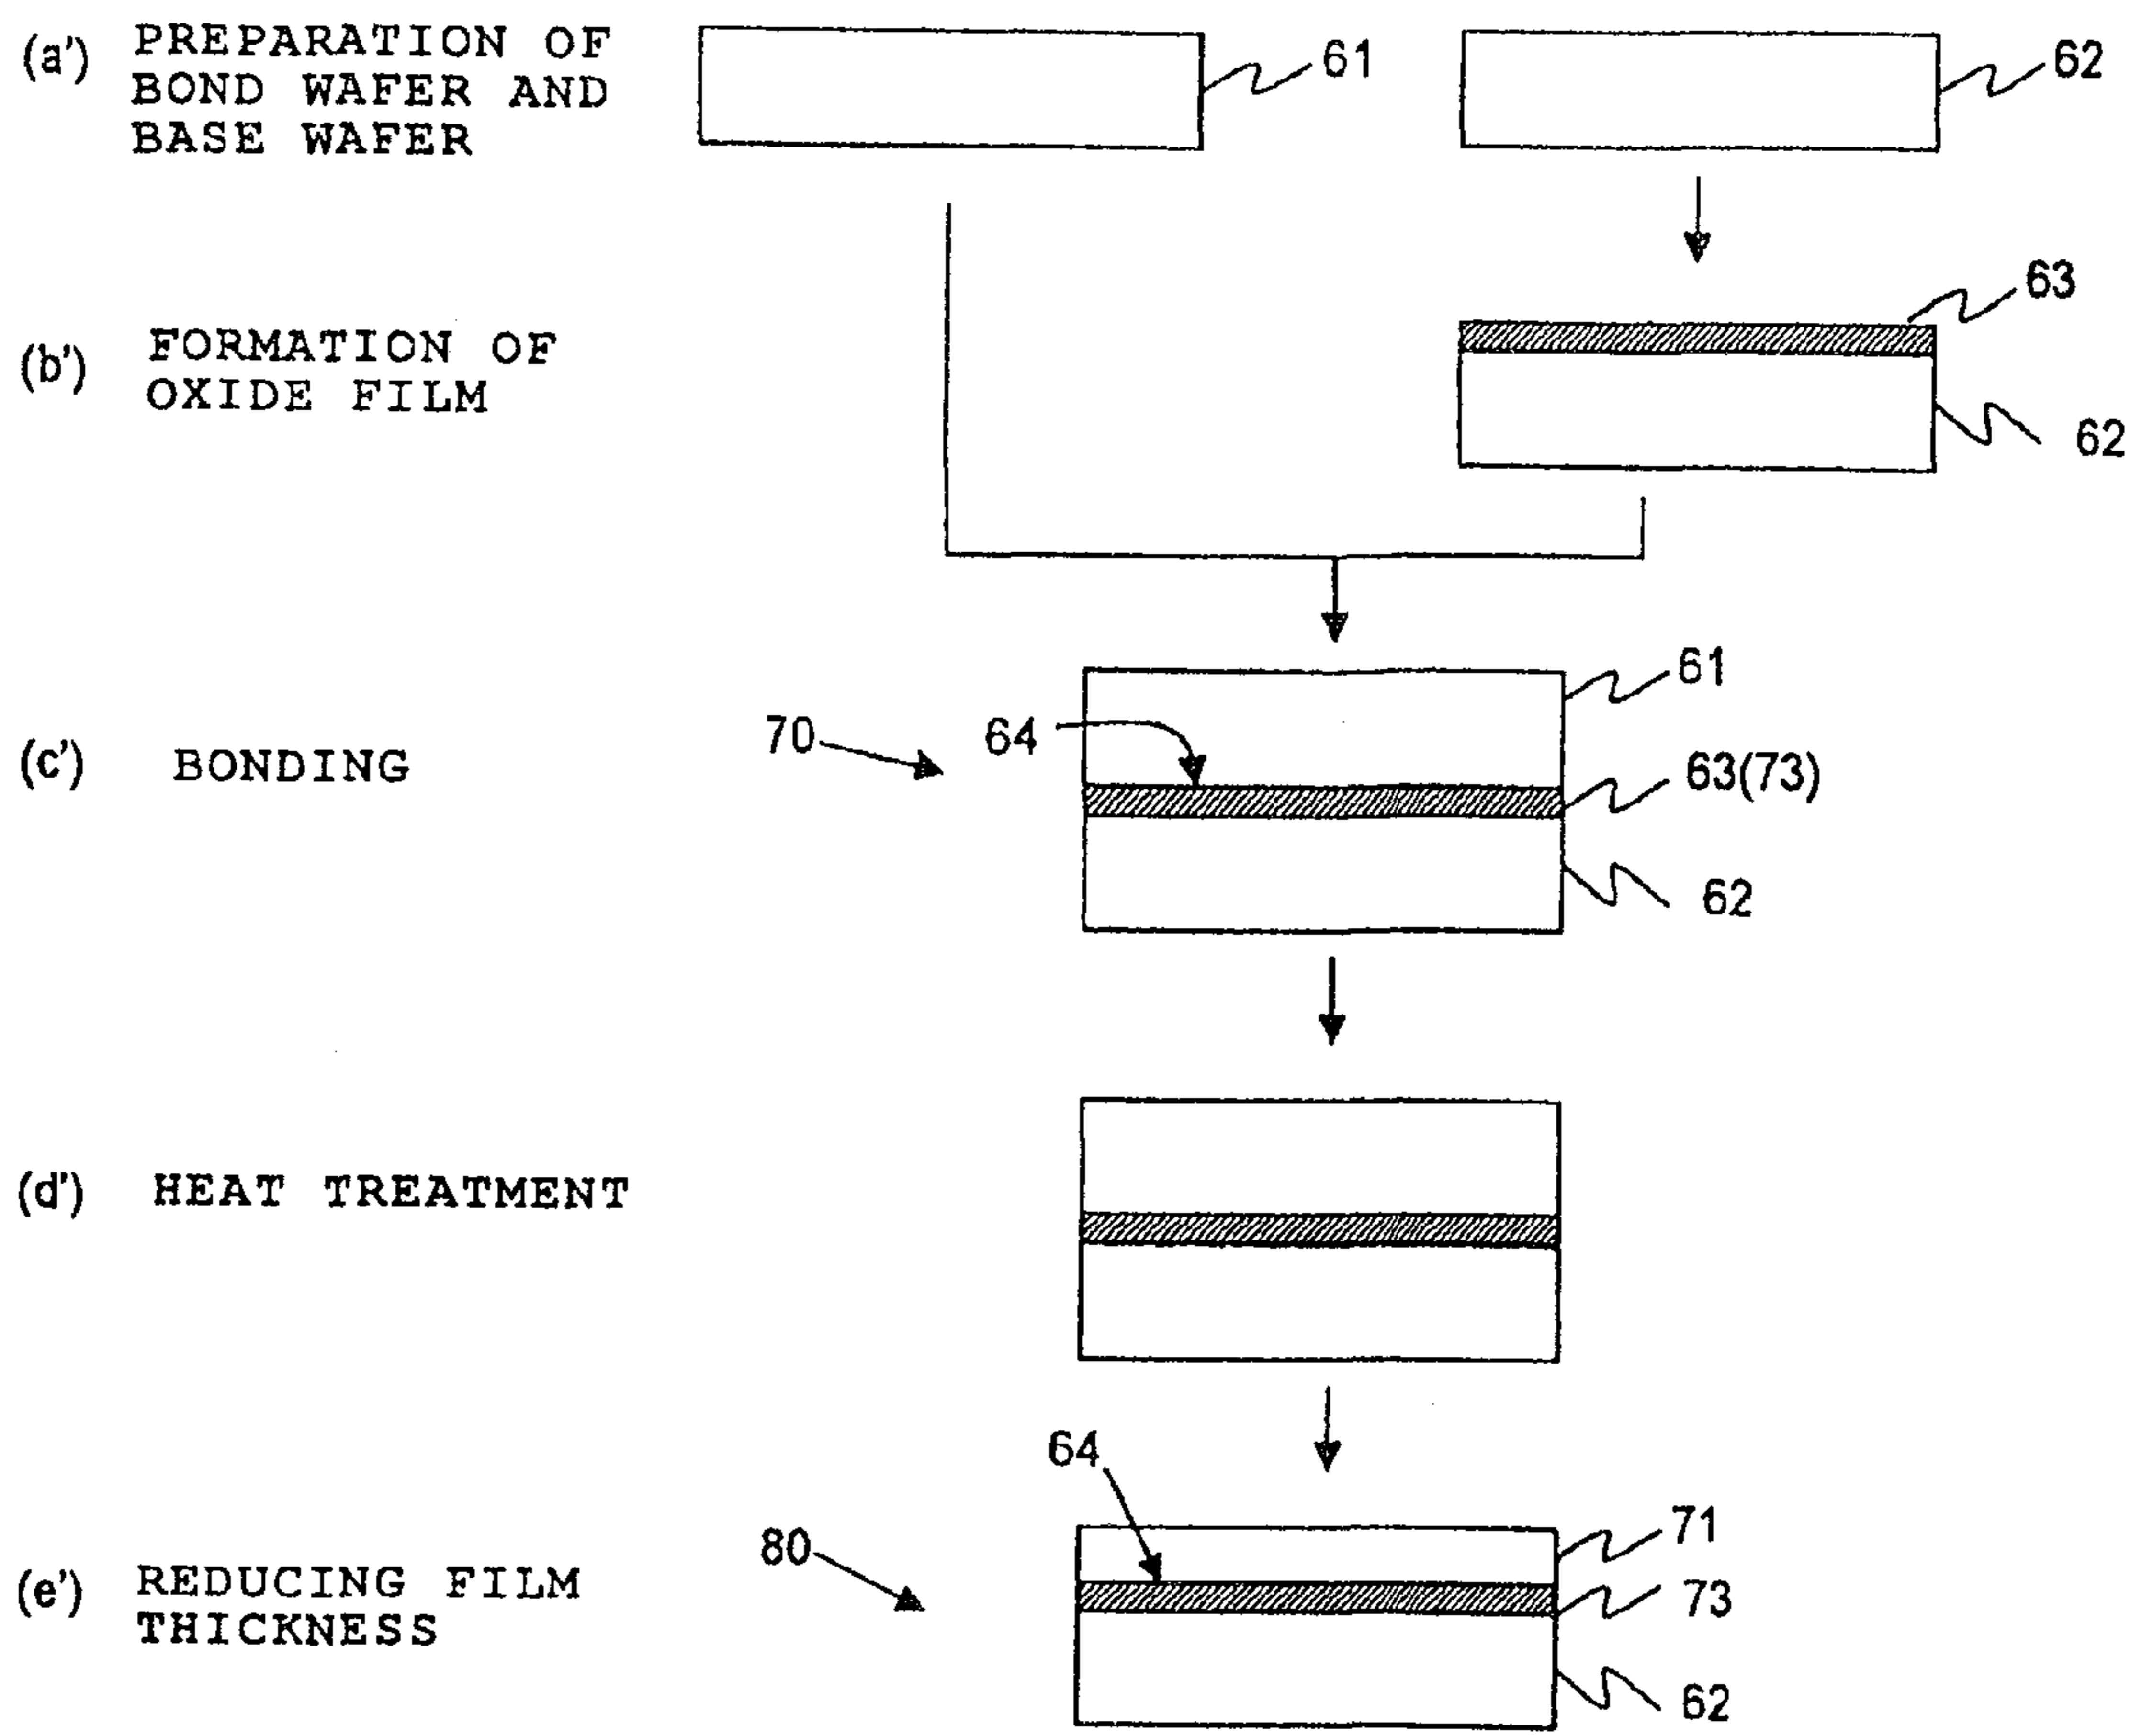 (a') PREPARATION OF
BOND WAFER AND
BASE WAFER
61
62
63
(b') FORMATION OF
OXIDE FILM
62
61
70
64
(c') BONDING
63(73)
62
(d') HEAT TREATMENT
64
71
80
(e') REDUCING FILM
THICKNESS
73
62